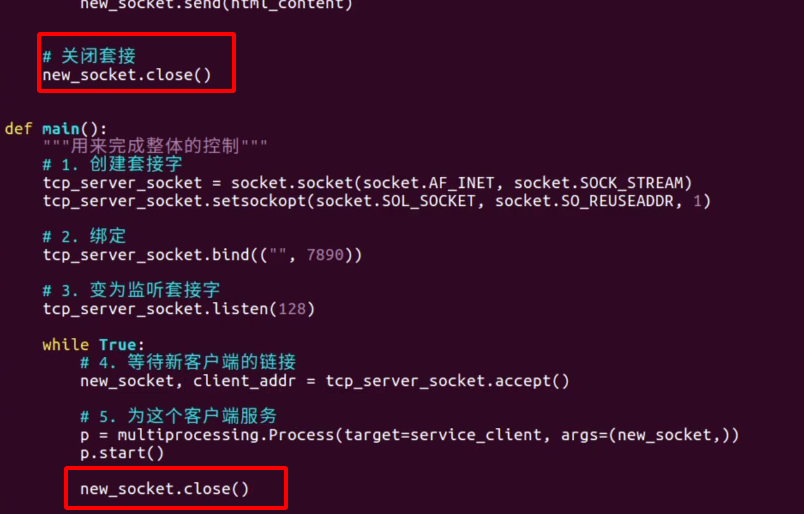 new_socket.send(html_content)
# 关闭套接
new_socket.close()
def main():
"""用来完成整体的控制"""
# 1. 创建套接字
tcp_server_socket = socket.socket(socket.AF_INET, socket.SOCK_STREAM)
tcp_server_socket.setsockopt(socket.SOL_SOCKET, socket.SO_REUSEADDR, 1)
# 2. 绑定
tcp_server_socket.bind(("", 7890))
# 3. 变为监听套接字
tcp_server_socket.listen(128)
while True:
# 4. 等待新客户端的链接
new_socket, client_addr = tcp_server_socket.accept()
# 5. 为这个客户端服务
p = multiprocessing.Process(target=service_client, args=(new_socket,))
p.start()
new_socket.close()